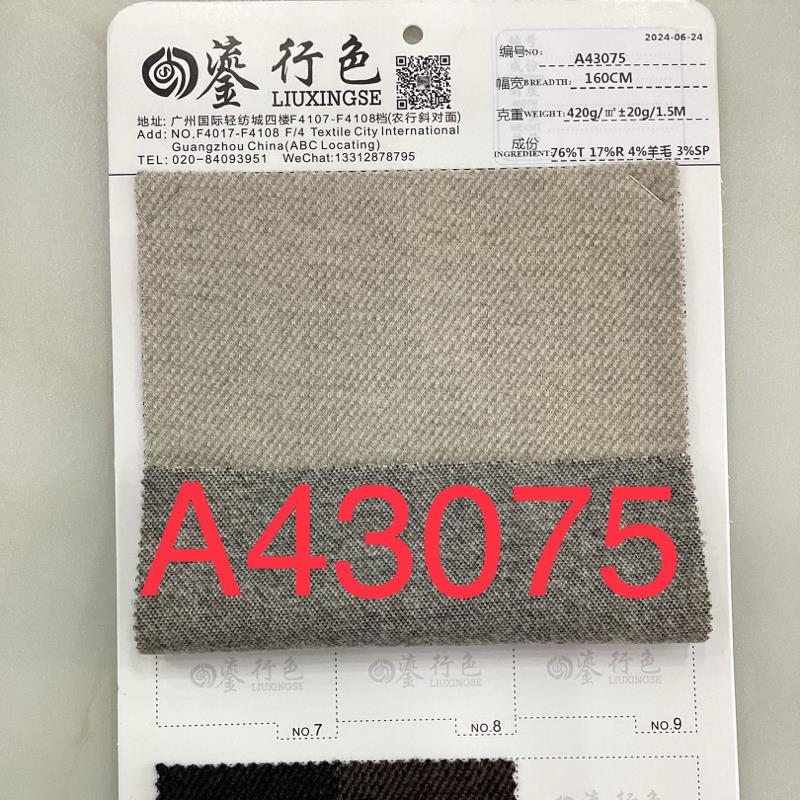 鎏行色
LIUXINGSE
地址: 广州国际轻纺城四楼F4107-F4108档(农行斜对面)
Add: NO.F4017-F4108 F/4 Textile City International
Guangzhou China(ABC Locating)
TEL: 020-84093951 WeChat:13312878795
2024-06-24
编号NO: A43075
幅宽BREADTH: 160CM
克重WEIGHT: 420g/㎡±20g/1.5M
成份
INGREDIENT: 76%T 17%R 4%羊毛 3%SP
A43075
鎏行色 鎏行色 鎏行色
LIUXINGSE LIUXINGSE LIUXINGSE
NO.7 NO.8 NO.9